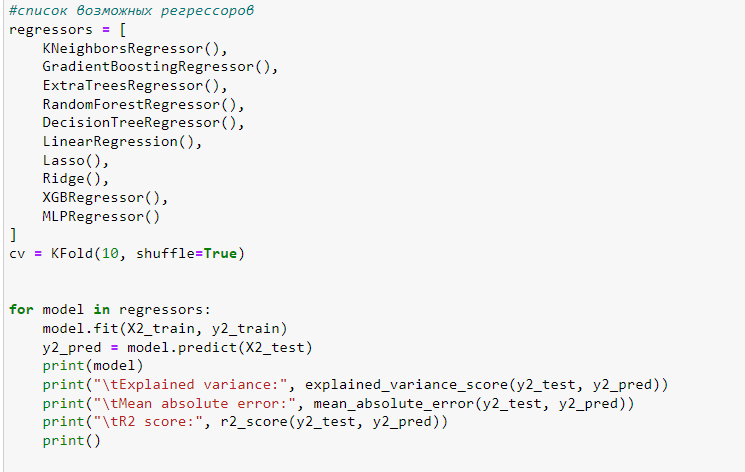 #список возможных регрессоров
regressors = [
    KNeighborsRegressor(),
    GradientBoostingRegressor(),
    ExtraTreesRegressor(),
    RandomForestRegressor(),
    DecisionTreeRegressor(),
    LinearRegression(),
    Lasso(),
    Ridge(),
    XGBRegressor(),
    MLPRegressor()
]
cv = KFold(10, shuffle=True)
for model in regressors:
    model.fit(X2_train, y2_train)
    y2_pred = model.predict(X2_test)
    print(model)
    print("\tExplained variance:", explained_variance_score(y2_test, y2_pred))
    print("\tMean absolute error:", mean_absolute_error(y2_test, y2_pred))
    print("\tR2 score:", r2_score(y2_test, y2_pred))
    print()